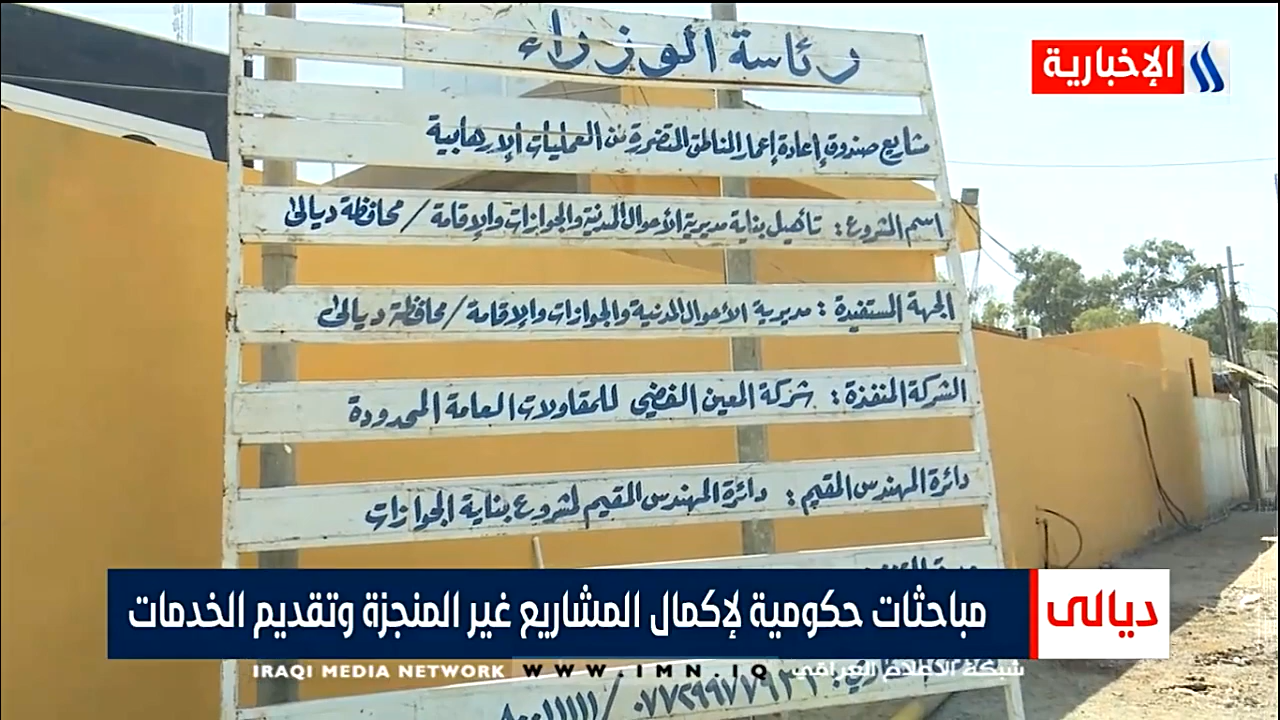 الإخبارية
رئاسة الوزراء
مشاريع صندوق إعادة إعمار المناطق المتضررة من العمليات الإرهابية
اسم المشروع : تأهيل بناية مديرية الأحوال المدنية والجوازات والإقامة / محافظة ديالى
الجهة المستفيدة : مديرية الأحوال المدنية والجوازات والإقامة / محافظة ديالى
الشركة المنفذة : شركة المعين الفضي للمقاولات العامة المحدودة
دائرة المهندس المقيم : دائرة المهندس المقيم لمشروع بناية الجوازات
ديالى
مباحثات حكومية لإكمال المشاريع غير المنجزة وتقديم الخدمات
IRAQI MEDIA NETWORK WWW.IMN.IQ شبكة الاعلام العراقي